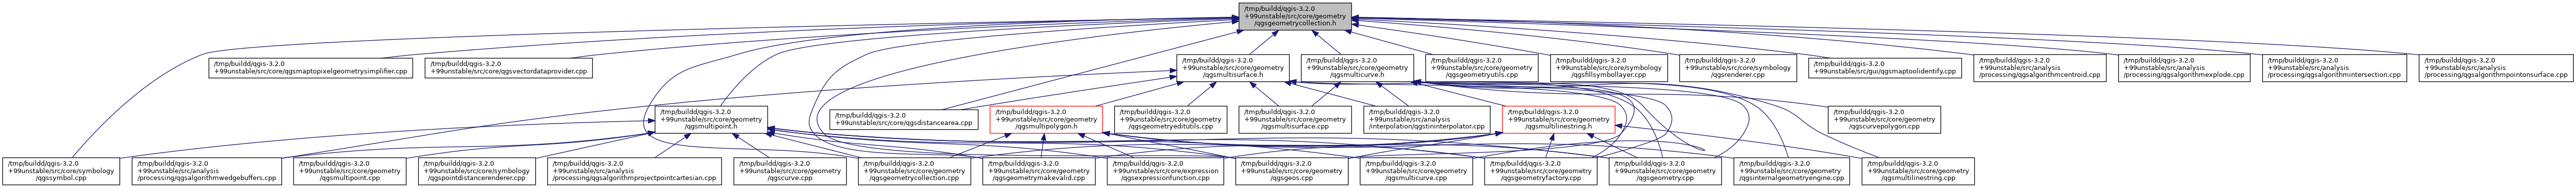 /tmp/buildd/qgis-3.2.0
+99unstable/src/core/geometry
/qgsgeometrycollection.h
/tmp/buildd/qgis-3.2.0
+99unstable/src/core/qgsmaptopixelgeometrysimplifier.cpp
/tmp/buildd/qgis-3.2.0
+99unstable/src/core/qgsvectordataprovider.cpp
/tmp/buildd/qgis-3.2.0
+99unstable/src/core/geometry
/qgsmultisurface.h
/tmp/buildd/qgis-3.2.0
+99unstable/src/core/geometry
/qgsmulticurve.h
/tmp/buildd/qgis-3.2.0
+99unstable/src/core/geometry
/qgsgeometryutils.cpp
/tmp/buildd/qgis-3.2.0
+99unstable/src/core/symbology
/qgsfillsymbollayer.cpp
/tmp/buildd/qgis-3.2.0
+99unstable/src/core/symbology
/qgsrenderer.cpp
/tmp/buildd/qgis-3.2.0
+99unstable/src/gui/qgsmaptoolidentify.cpp
/tmp/buildd/qgis-3.2.0
+99unstable/src/analysis
/processing/qgsalgorithmcentroid.cpp
/tmp/buildd/qgis-3.2.0
+99unstable/src/analysis
/processing/qgsalgorithmexplode.cpp
/tmp/buildd/qgis-3.2.0
+99unstable/src/analysis
/processing/qgsalgorithmintersection.cpp
/tmp/buildd/qgis-3.2.0
+99unstable/src/analysis
/processing/qgsalgorithmpointonsurface.cpp
/tmp/buildd/qgis-3.2.0
+99unstable/src/core/geometry
/qgsmultipoint.h
/tmp/buildd/qgis-3.2.0
+99unstable/src/core/qgsdistancearea.cpp
/tmp/buildd/qgis-3.2.0
+99unstable/src/core/geometry
/qgsmultipolygon.h
/tmp/buildd/qgis-3.2.0
+99unstable/src/core/geometry
/qgsgeometryeditutils.cpp
/tmp/buildd/qgis-3.2.0
+99unstable/src/core/geometry
/qgsmultisurface.cpp
/tmp/buildd/qgis-3.2.0
+99unstable/src/analysis
/interpolation/qgstininterpolator.cpp
/tmp/buildd/qgis-3.2.0
+99unstable/src/core/geometry
/qgsmultilinestring.h
/tmp/buildd/qgis-3.2.0
+99unstable/src/core/geometry
/qgscurvepolygon.cpp
/tmp/buildd/qgis-3.2.0
+99unstable/src/core/symbology
/qgssymbol.cpp
/tmp/buildd/qgis-3.2.0
+99unstable/src/analysis
/processing/qgsalgorithmwedgebuffers.cpp
/tmp/buildd/qgis-3.2.0
+99unstable/src/core/geometry
/qgsmultipoint.cpp
/tmp/buildd/qgis-3.2.0
+99unstable/src/core/symbology
/qgspointdistancerenderer.cpp
/tmp/buildd/qgis-3.2.0
+99unstable/src/analysis
/processing/qgsalgorithmprojectpointcartesian.cpp
/tmp/buildd/qgis-3.2.0
+99unstable/src/core/geometry
/qgscurve.cpp
/tmp/buildd/qgis-3.2.0
+99unstable/src/core/geometry
/qgsgeometrycollection.cpp
/tmp/buildd/qgis-3.2.0
+99unstable/src/core/geometry
/qgsgeometrymakevalid.cpp
/tmp/buildd/qgis-3.2.0
+99unstable/src/core/expression
/qgsexpressionfunction.cpp
/tmp/buildd/qgis-3.2.0
+99unstable/src/core/geometry
/qgsgeos.cpp
/tmp/buildd/qgis-3.2.0
+99unstable/src/core/geometry
/qgsmulticurve.cpp
/tmp/buildd/qgis-3.2.0
+99unstable/src/core/geometry
/qgsgeometryfactory.cpp
/tmp/buildd/qgis-3.2.0
+99unstable/src/core/geometry
/qgsgeometry.cpp
/tmp/buildd/qgis-3.2.0
+99unstable/src/core/geometry
/qgsinternalgeometryengine.cpp
/tmp/buildd/qgis-3.2.0
+99unstable/src/core/geometry
/qgsmultilinestring.cpp